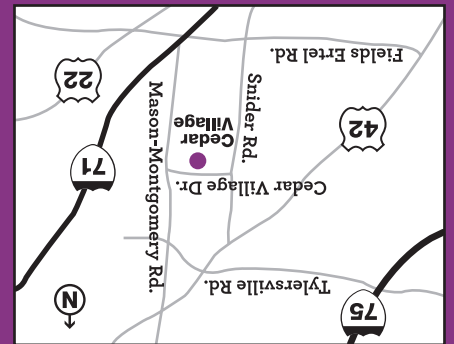 75
Tylersville Rd.
N
Cedar Village Dr.
42
Snider Rd.
Cedar
Village
Mason-Montgomery Rd.
71
22
Fields Ertel Rd.